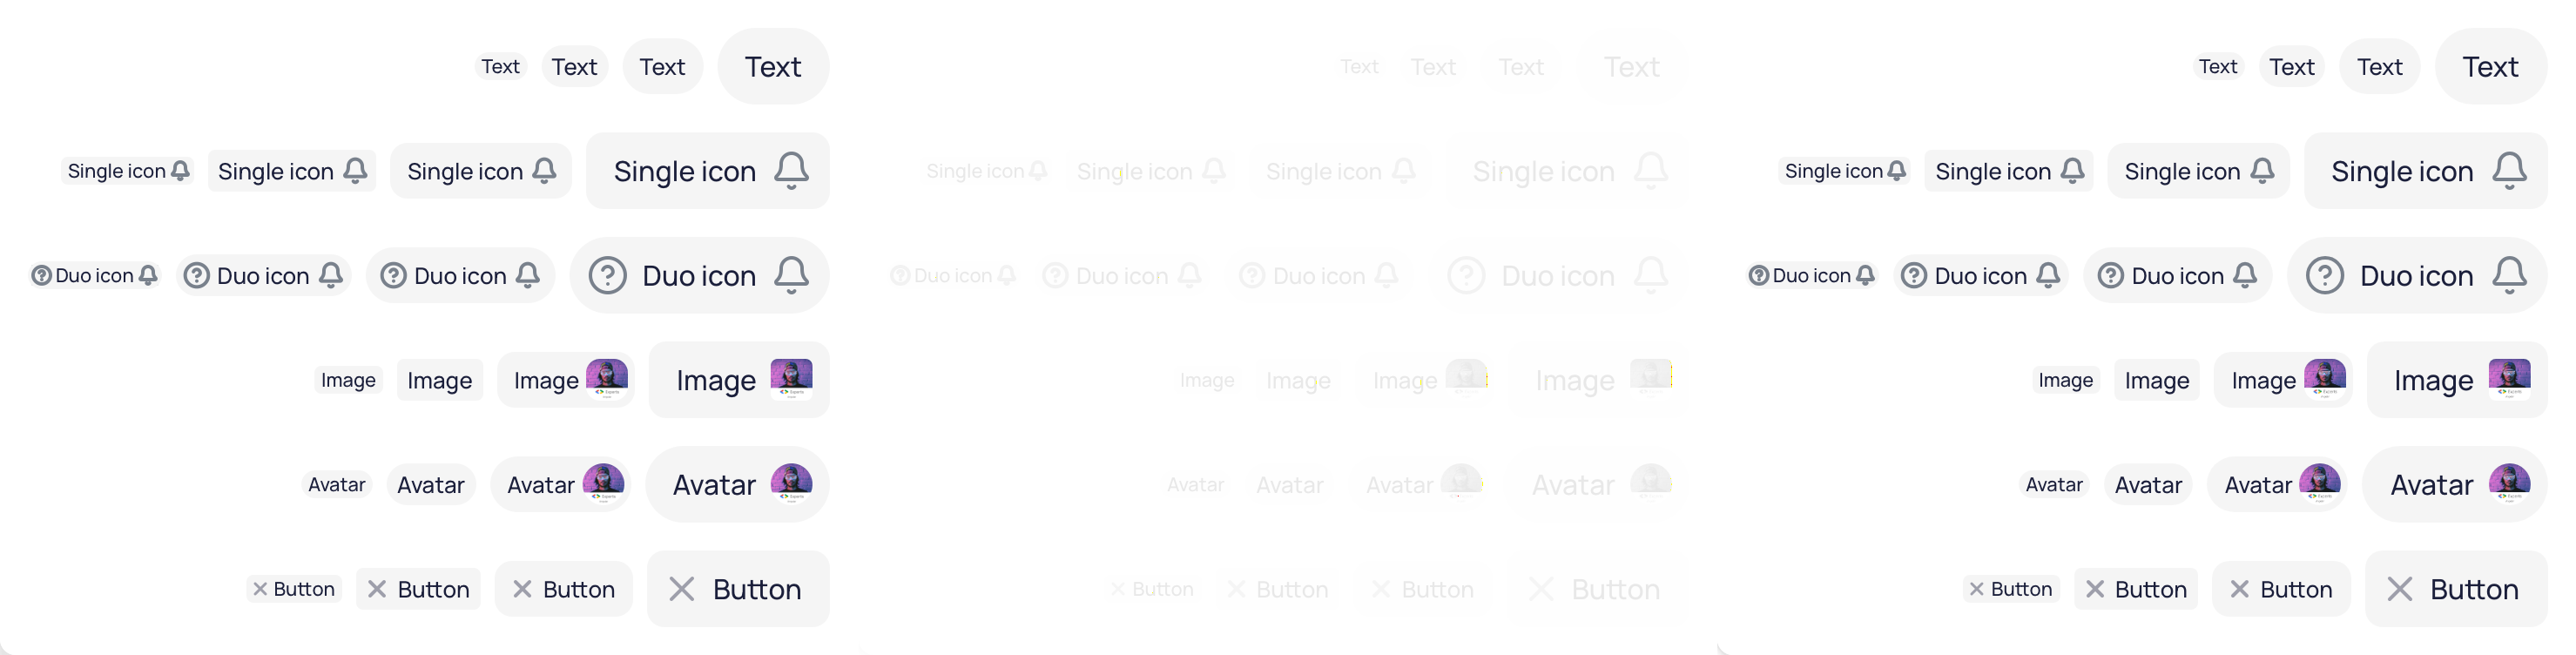 Text Text Text Text Text Text Text Text Text Text Text Text
Single icon Single icon Single icon Single icon Single icon Single icon Single icon Single icon Single icon Single icon Single icon Single icon
Duo icon Duo icon Duo icon Duo icon Duo icon Duo icon Duo icon Duo icon Duo icon Duo icon Duo icon Duo icon
Image Image Image Image Image Image Image Image Image Image Image Image
Avatar Avatar Avatar Avatar Avatar Avatar Avatar Avatar Avatar Avatar Avatar Avatar
Button Button Button Button Button Button Button Button Button Button Button Button